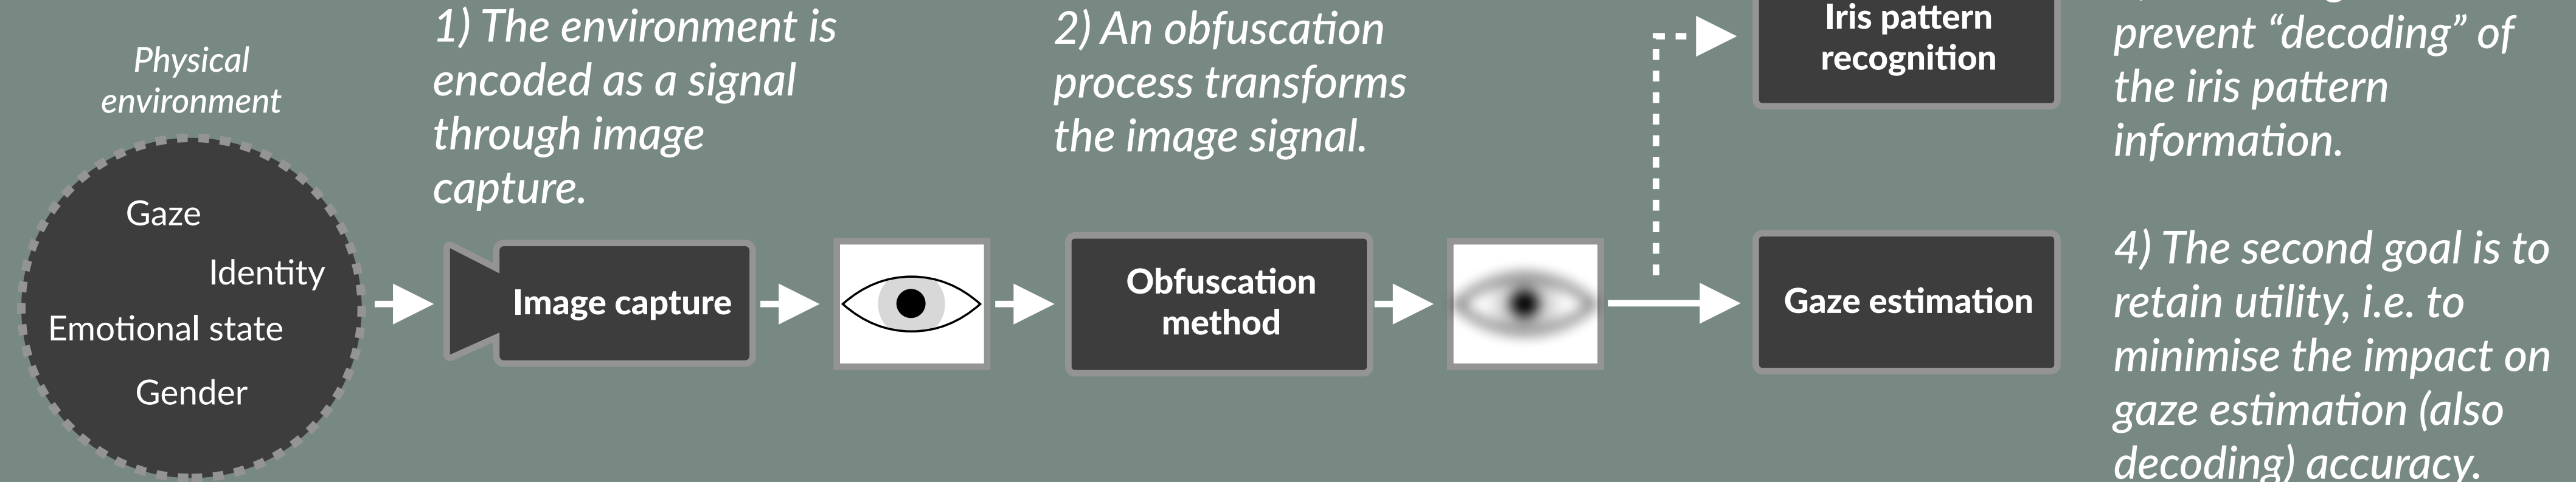 Physical
environment
Gaze
Identity
Emotional state
Gender
1) The environment is
encoded as a signal
through image
capture.
Image capture
2) An obfuscation
process transforms
the image signal.
Obfuscation
method
Iris pattern
recognition
Gaze estimation
prevent “decoding” of
the iris pattern
information.
4) The second goal is to
retain utility, i.e. to
minimise the impact on
gaze estimation (also
decoding) accuracy.